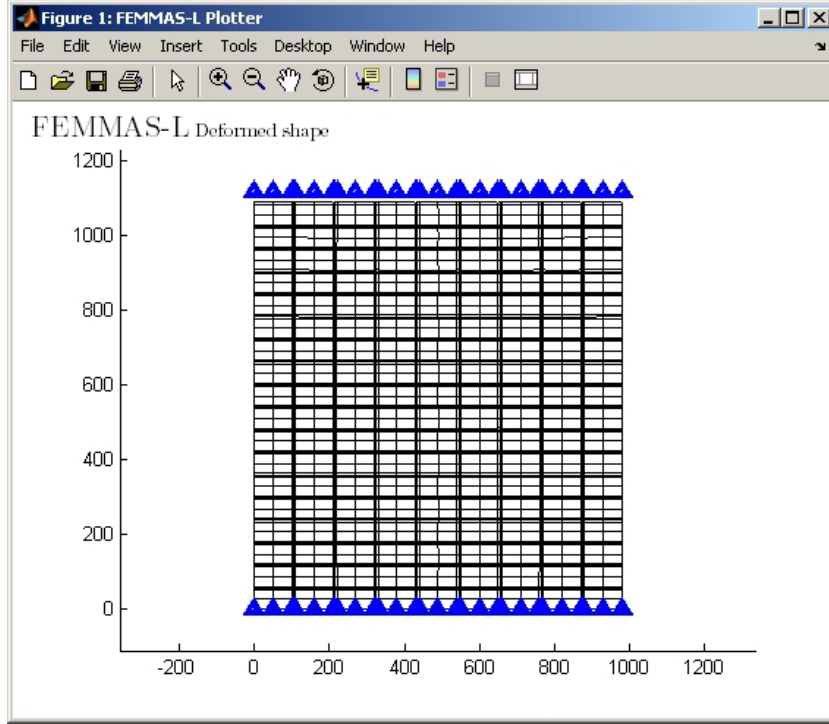 Figure 1: FEMMAS-L Plotter
File Edit View Insert Tools Desktop Window Help
FEMMAS-L Deformed shape
1200
1000
800
600
400
200
0
-200 0 200 400 600 800 1000 1200